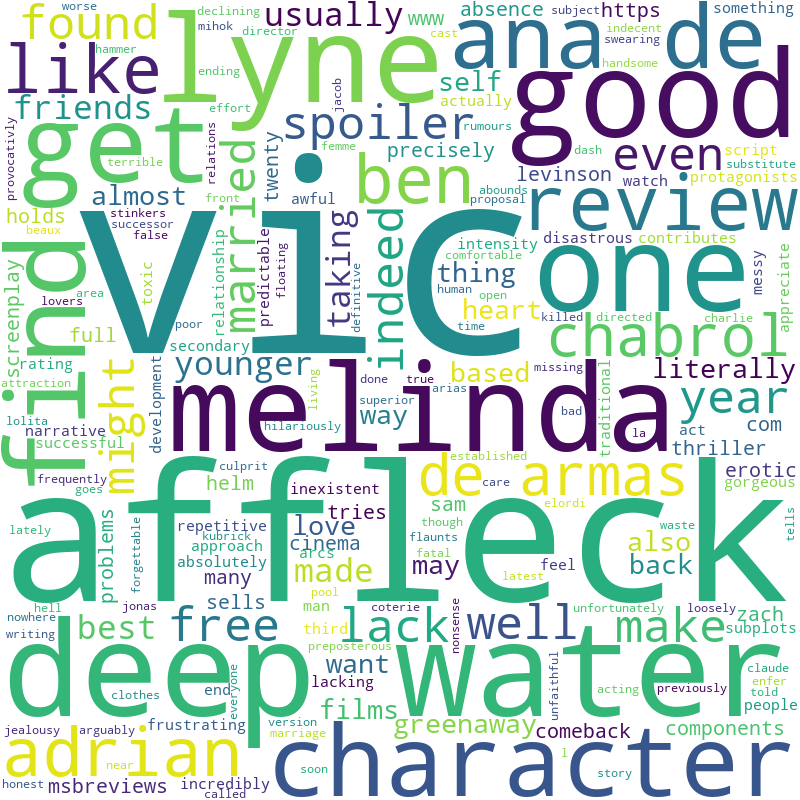 worse
hammer
declining
usually
www
absence
https
something
found
mihok
director
cast
subject
indecent
swearing
lyne
ana
de
like
ending
self
actually
handsome
friends
effort
jacob
spoiler
rumours
good
provocativly
get
terrible
relations
femme
precisely
dash
even
script
twenty
levinson
substitute
front
married
almost
awful
ben
abounds
watch
protagonists
proposal
review
holds
stinkers
successor
beaux
false
vic
intensity
disastrous
contributes
comfortable
lovers
toxic
relationship
predictable
floating
taking
definitive
indeed
thing
human
open
one
messy
appreciate
screenplay
find
area
poor
time
heart
killed
directed
charlie
full
secondary
chabrol
rating
younger
based
missing
literally
attraction
might
development
living
done
true
arias
traditional
melinda
superior
way
bad
year
lolita
narrative
hilariously
la
act
com
successful
thriller
frequently
goes
culprit
established
de armas
erotic
helm
care
elordi
gorgeous
affleck
inexistent
sam
tries
though
waste
tells
lately
problems
forgettable
repetitive
kubrick
love
flaunts
also
approach
cinema
arcs
fatal
absolutely
back
many
made
may
latest
feel
hell
pool
nowhere
jonas
sells
man
coterie
unfortunately
loosely
zach
writing
best
free
third
lack
nonsense
well
make
subplots
preposterous
deep
water
want
claude
enfer
everyone
end
lacking
unfaithful
acting
previously
told
people
clothes
films
jealousy
arguably
frustrating
version
greenaway
comeback
components
marriage
l
adrian
near
soon
story
character
honest
msbreviews
incredibly
called